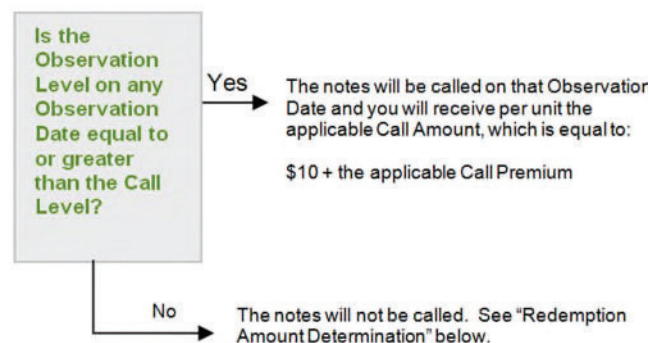 Is the
Observation
Level on any
Observation
Date equal to
or greater
than the Call
Level?
Yes
The notes will be called on that Observation
Date and you will receive per unit the
applicable Call Amount, which is equal to:
$10 + the applicable Call Premium
No
The notes will not be called. See “Redemption
Amount Determination” below.